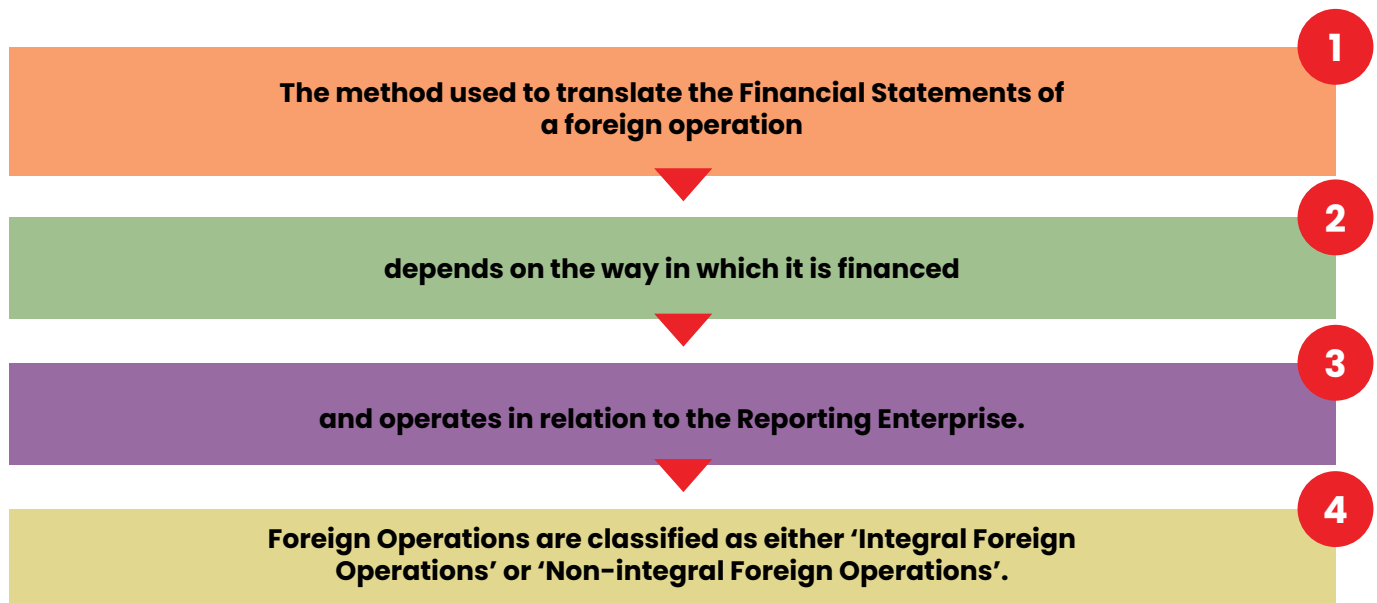 1
The method used to translate the Financial Statements of
a foreign operation
2
depends on the way in which it is financed
3
and operates in relation to the Reporting Enterprise.
4
Foreign Operations are classified as either ‘Integral Foreign
Operations’ or ‘Non-integral Foreign Operations’.